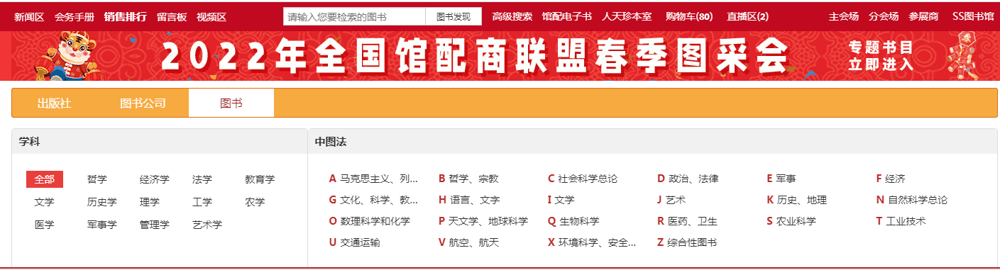 新闻区 会务手册 销售排行 留言板 视频区 请输入您要检索的图书 图书发现 高级搜索 馆配电子书 人天珍本室 购物车(80) 直播区(2) 主会场 分会场 参展商 SS图书馆
2022年全国馆配商联盟春季图采会
专题书目
立即进入
出版社 图书公司 图书
学科
全部 哲学 经济学 法学 教育学
文学 历史学 理学 工学 农学
医学 军事学 管理学 艺术学
中图法
A 马克思主义、列... B 哲学、宗教 C 社会科学总论 D 政治、法律 E 军事 F 经济
G 文化、科学、教... H 语言、文字 I 文学 J 艺术 K 历史、地理 N 自然科学总论
O 数理科学和化学 P 天文学、地球科学 Q 生物科学 R 医药、卫生 S 农业科学 T 工业技术
U 交通运输 V 航空、航天 X 环境科学、安全... Z 综合性图书